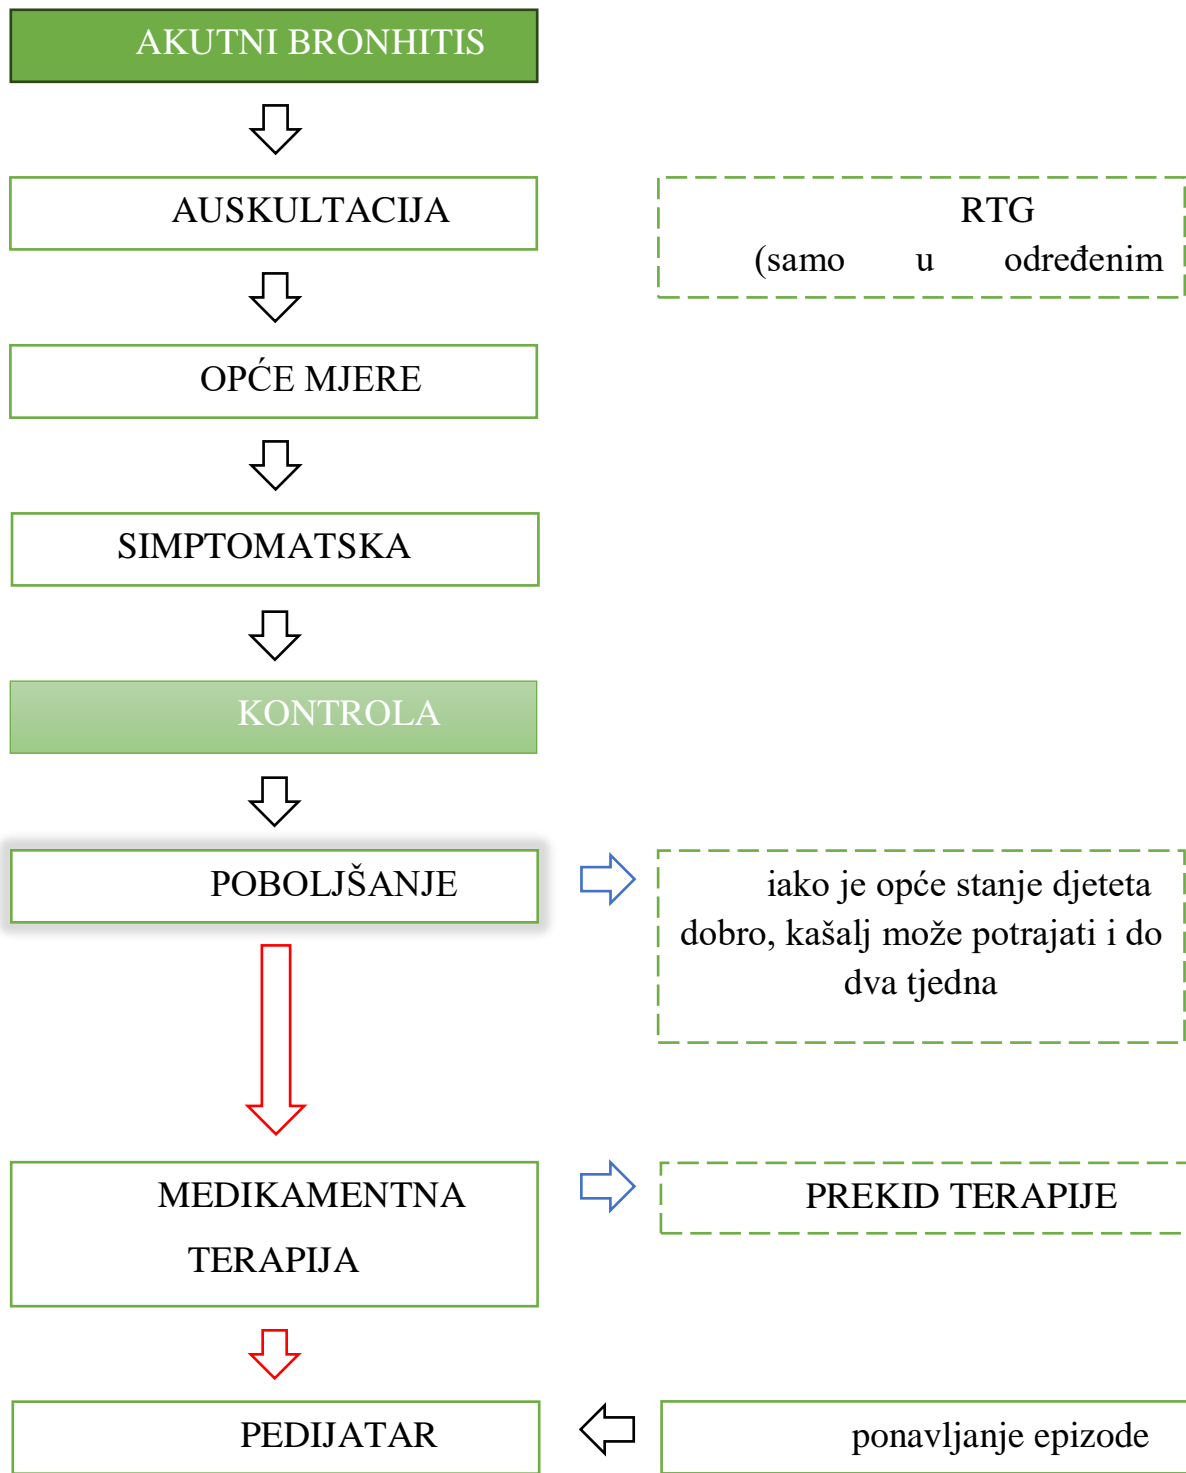 AKUTNI BRONHITIS
AUSKULTACIJA
RTG
(samo u određenim
OPĆE MJERE
SIMPTOMATSKA
KONTROLA
POBOLJŠANJE
iako je opće stanje djeteta
dobro, kašalj može potrajati i do
dva tjedna
MEDIKAMENTNA
TERAPIJA
PREKID TERAPIJE
PEDIJATAR
ponavljanje epizode